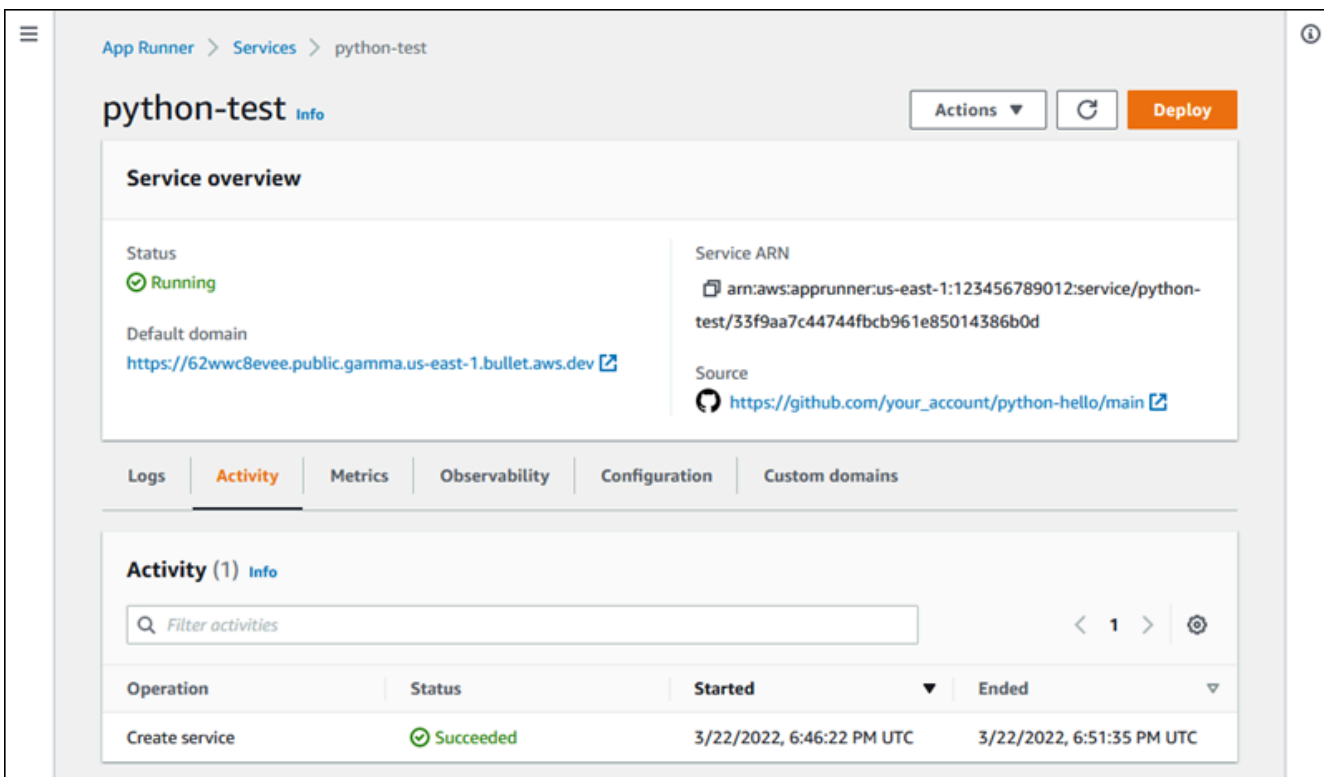 App Runner > Services > python-test
python-test Info
Actions ▼ Deploy
Service overview
Status
Running
Default domain
https://62wwc8evee.public.gamma.us-east-1.bullet.aws.dev
Service ARN
arn:aws:apprunner:us-east-1:123456789012:service/python-
test/33f9aa7c44744fbcb961e85014386b0d
Source
https://github.com/your_account/python-hello/main
Logs Activity Metrics Observability Configuration Custom domains
Activity (1) Info
Filter activities < 1 >
Operation Status Started ▼ Ended ▽
Create service Succeeded 3/22/2022, 6:46:22 PM UTC 3/22/2022, 6:51:35 PM UTC